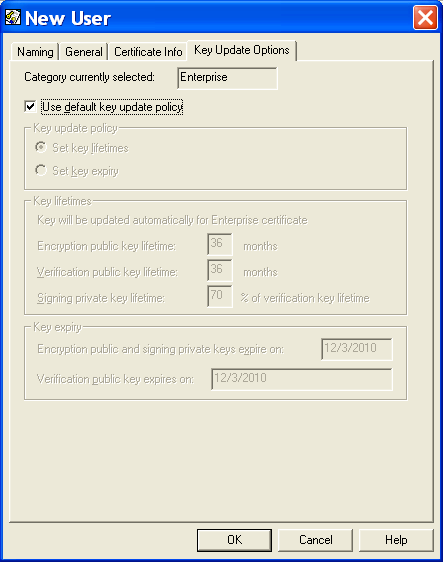 New User
Naming General Certificate Info Key Update Options
Category currently selected: Enterprise
Use default key update policy
Key update policy
Set key lifetimes
Set key expiry
Key lifetimes
Key will be updated automatically for Enterprise certificate
Encryption public key lifetime: 36 months
Verification public key lifetime: 36 months
Signing private key lifetime: 70 % of verification key lifetime
Key expiry
Encryption public and signing private keys expire on: 12/3/2010
Verification public key expires on: 12/3/2010
OK Cancel Help